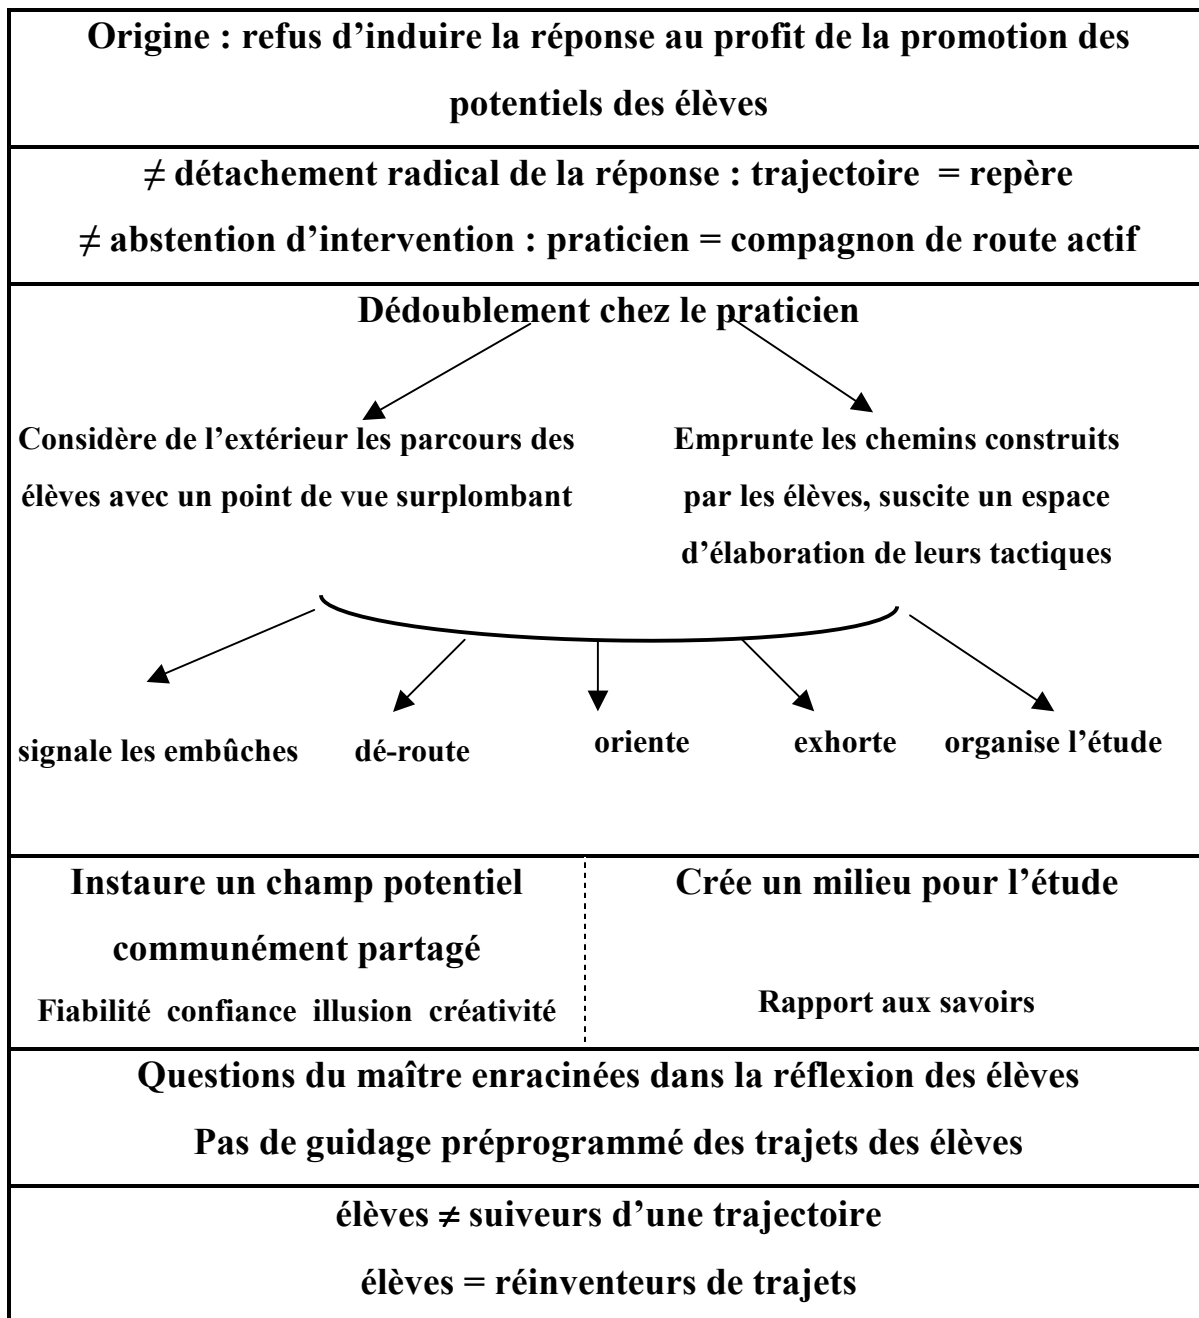 Origine : refus d’induire la réponse au profit de la promotion des
potentiels des élèves
≠ détachement radical de la réponse : trajectoire = repère
≠ abstention d’intervention : praticien = compagnon de route actif
Dédoublement chez le praticien
Considère de l’extérieur les parcours des
élèves avec un point de vue surplombant
Emprunte les chemins construits
par les élèves, suscite un espace
d’élaboration de leurs tactiques
signale les embûches
dé-route
oriente
exhorte
organise l’étude
Instaure un champ potentiel
communément partagé
Fiabilité confiance illusion créativité
Crée un milieu pour l’étude
Rapport aux savoirs
Questions du maître enracinées dans la réflexion des élèves
Pas de guidage préprogrammé des trajets des élèves
élèves ≠ suiveurs d’une trajectoire
élèves = réinventeurs de trajets